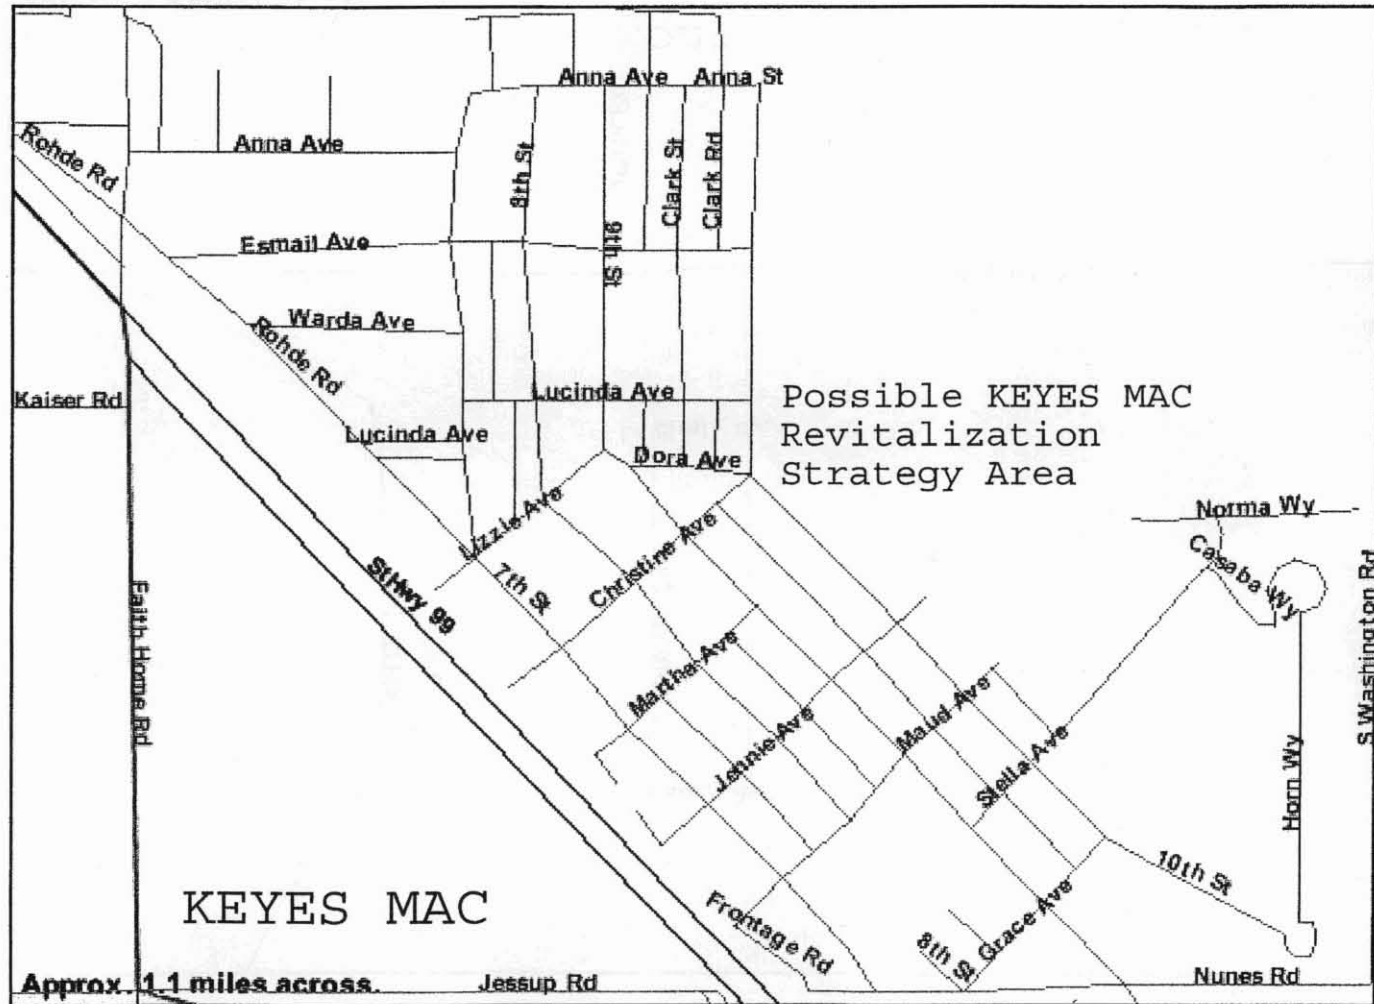 Anna Ave
Anna St
Rohde Rd
Anna Ave
8th St
Clark St
Clark Rd
9th St
Esmail Ave
Warda Ave
Rohde Rd
Kaiser Rd
Lucinda Ave
Lucinda Ave
Dora Ave
Possible KEYES MAC
Revitalization
Strategy Area
Norma Wy
Casaba Wy
Lizzie Ave
Christine Ave
7th St
St Hwy 99
Faith Home Rd
S Washington Rd
Martha Ave
Jennie Ave
Maud Ave
Stella Ave
Horn Wy
10th St
KEYES MAC
Frontage Rd
8th St
Grace Ave
Approx. 1.1 miles across.
Jessup Rd
Nunes Rd